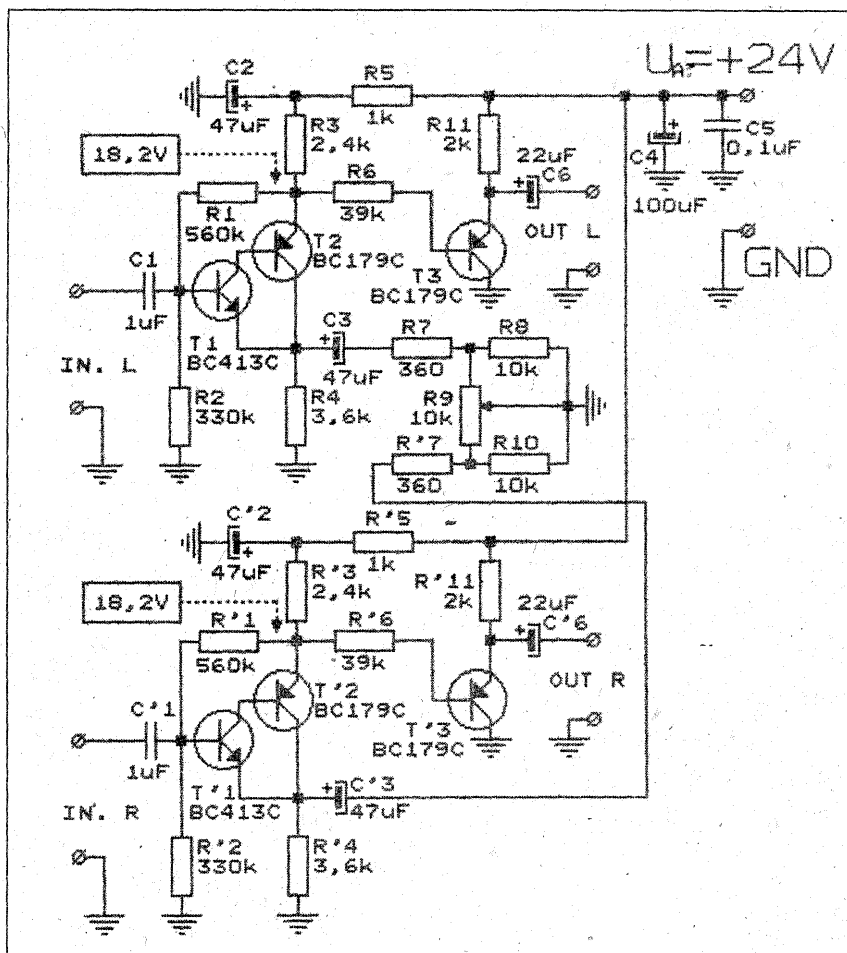 U_A:=+24V
C2
47uF
R5
1k
R3
2,4k
R11
2k
18,2V
R6
39k
22uF
C6
C4
100uF
C5
0,1uF
R1
560k
T2
BC179C
OUT L
T3
BC179C
GND
C1
1uF
T1
BC413C
C3
47uF
R7
360
R8
10k
IN. L
R2
330k
R4
3,6k
R9
10k
R'7
360
R10
10k
C'2
47uF
R'5
1k
R'3
2,4k
R'11
2k
18,2V
R'1
560k
R'6
39k
22uF
C'6
T'2
BC179C
OUT R
T'3
BC179C
C'1
1uF
T'1
BC413C
C'3
47uF
IN. R
R'2
330k
R'4
3,6k